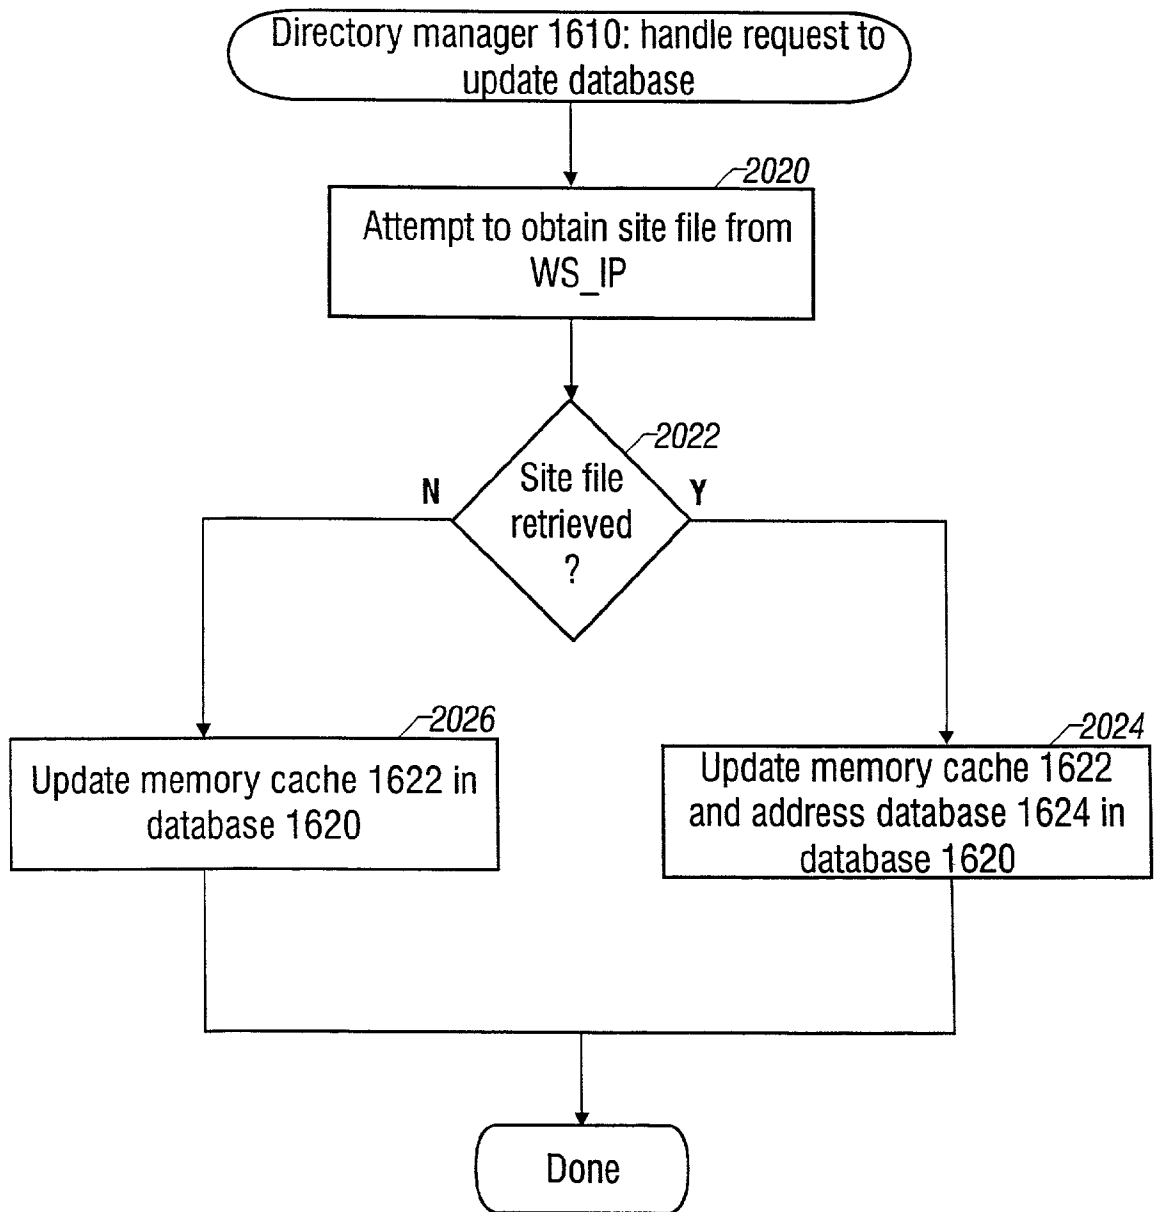 Directory manager 1610: handle request to
update database
2020
Attempt to obtain site file from
WS_IP
2022
Site file
retrieved
?
N
Y
2026
Update memory cache 1622 in
database 1620
2024
Update memory cache 1622
and address database 1624 in
database 1620
Done